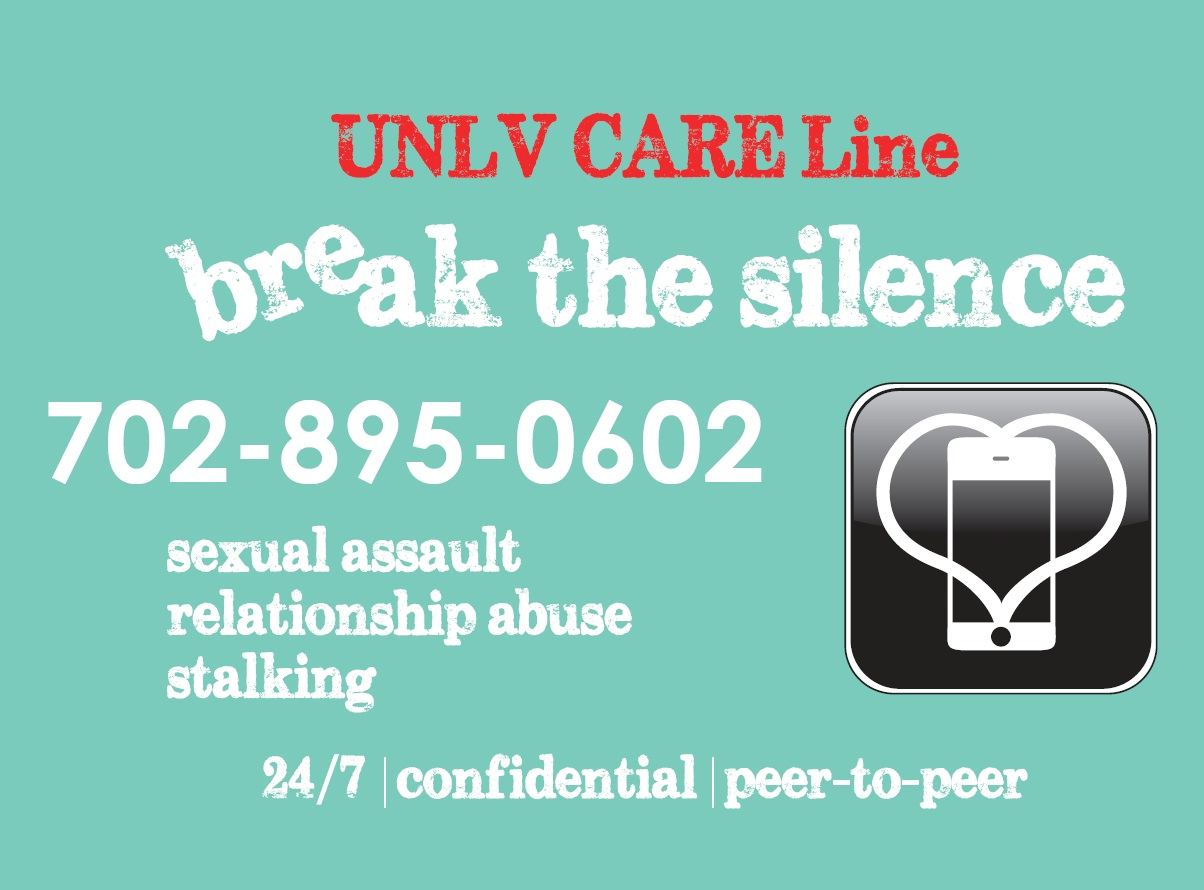 UNLV CARE Line
break the silence
702-895-0602
sexual assault
relationship abuse
stalking
24/7 | confidential | peer-to-peer